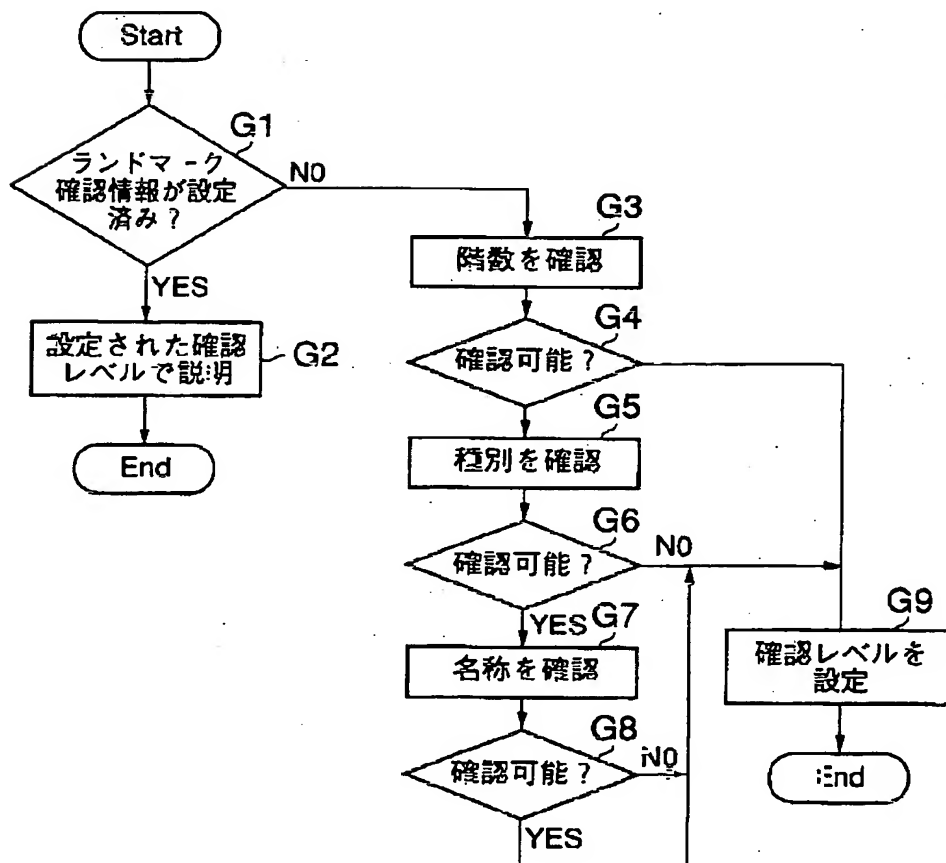 Start
G1
ランドマーク
確認情報が設定
済み？
NO
YES
設定された確認
レベルで説明
G2
End
G3
階数を確認
G4
確認可能？
G5
種別を確認
G6
確認可能？
NO
YES
G7
名称を確認
G8
確認可能？
NO
YES
G9
確認レベルを
設定
End